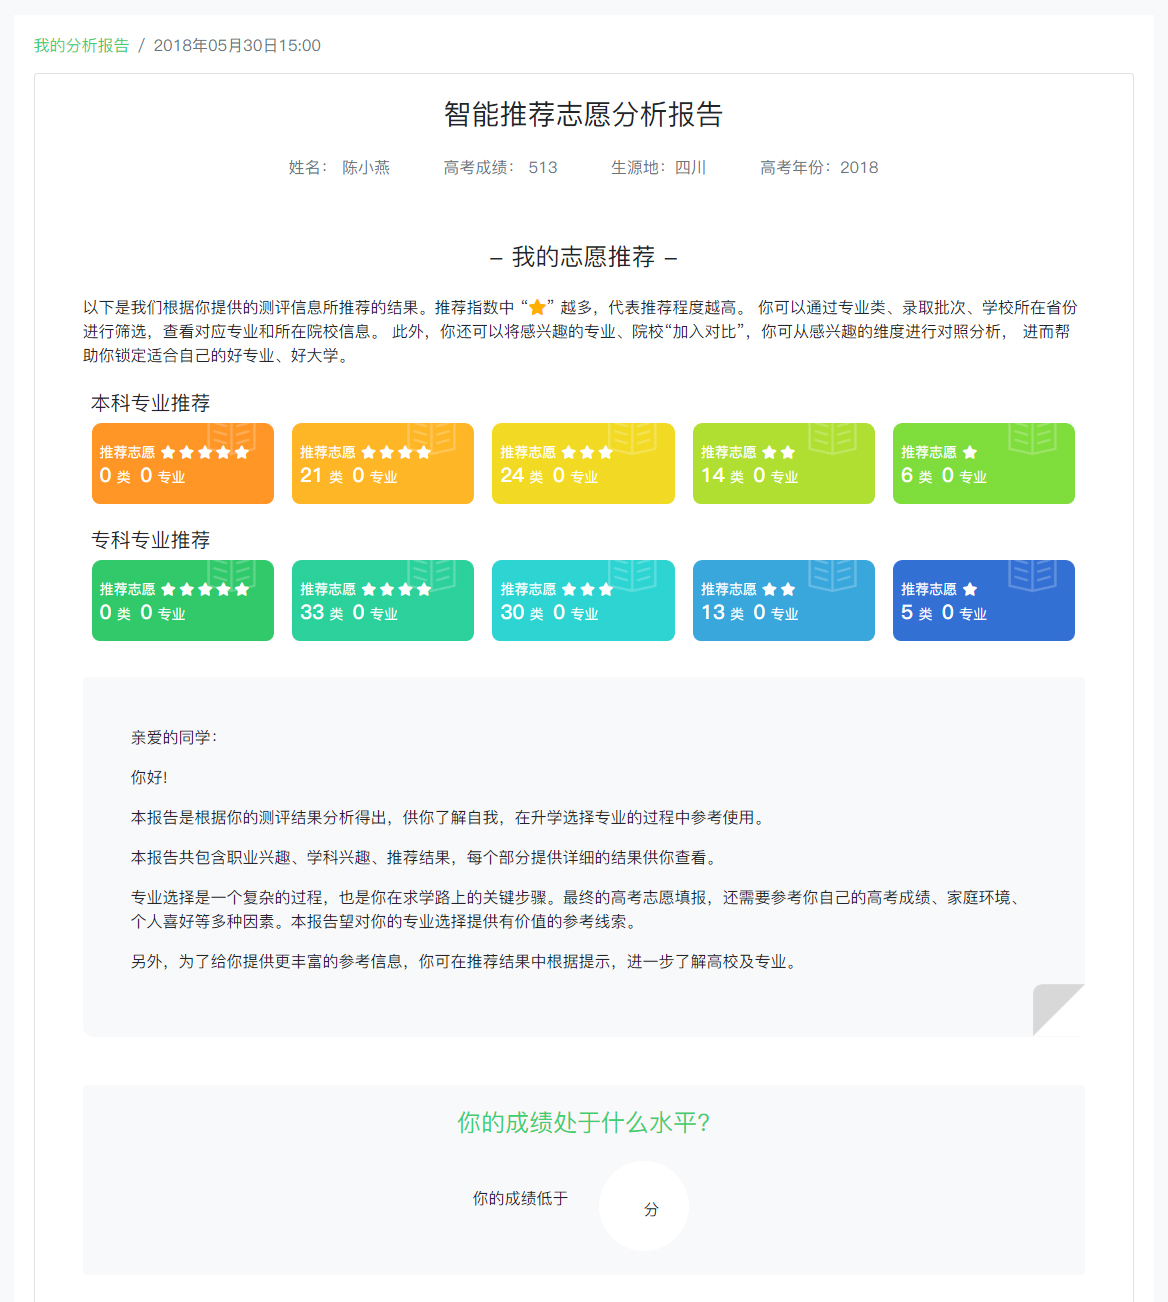 我的分析报告 / 2018年05月30日15:00
智能推荐志愿分析报告
姓名： 陈小燕 高考成绩： 513 生源地：四川 高考年份：2018
– 我的志愿推荐 –
以下是我们根据你提供的测评信息所推荐的结果。推荐指数中 “★” 越多，代表推荐程度越高。 你可以通过专业类、录取批次、学校所在省份
进行筛选，查看对应专业和所在院校信息。 此外，你还可以将感兴趣的专业、院校“加入对比”，你可从感兴趣的维度进行对照分析， 进而帮
助你锁定适合自己的好专业、好大学。
本科专业推荐
推荐志愿 ★★★★★
0 类 0 专业
推荐志愿 ★★★★
21 类 0 专业
推荐志愿 ★★★
24 类 0 专业
推荐志愿 ★★
14 类 0 专业
推荐志愿 ★
6 类 0 专业
专科专业推荐
推荐志愿 ★★★★★
0 类 0 专业
推荐志愿 ★★★★
33 类 0 专业
推荐志愿 ★★★
30 类 0 专业
推荐志愿 ★★
13 类 0 专业
推荐志愿 ★
5 类 0 专业
亲爱的同学：
你好！
本报告是根据你的测评结果分析得出，供你了解自我，在升学选择专业的过程中参考使用。
本报告共包含职业兴趣、学科兴趣、推荐结果，每个部分提供详细的结果供你查看。
专业选择是一个复杂的过程，也是你在求学路上的关键步骤。最终的高考志愿填报，还需要参考你自己的高考成绩、家庭环境、
个人喜好等多种因素。本报告望对你的专业选择提供有价值的参考线索。
另外，为了给你提供更丰富的参考信息，你可在推荐结果中根据提示，进一步了解高校及专业。
你的成绩处于什么水平?
你的成绩低于 分